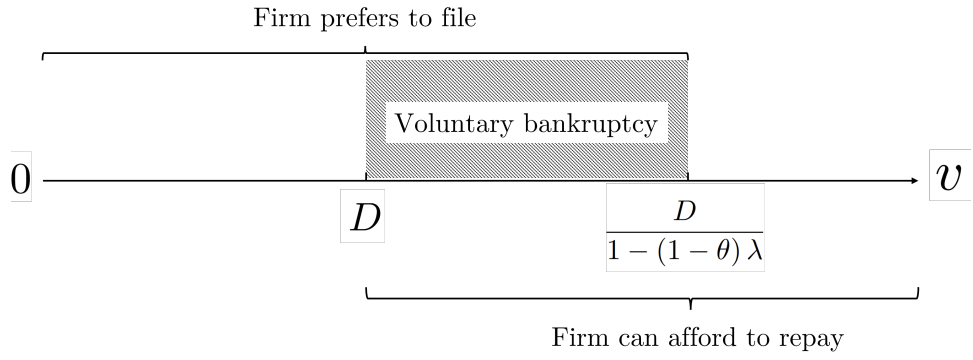 Firm prefers to file
Voluntary bankruptcy
0
v
D
D
1 − (1 − θ) λ
Firm can afford to repay